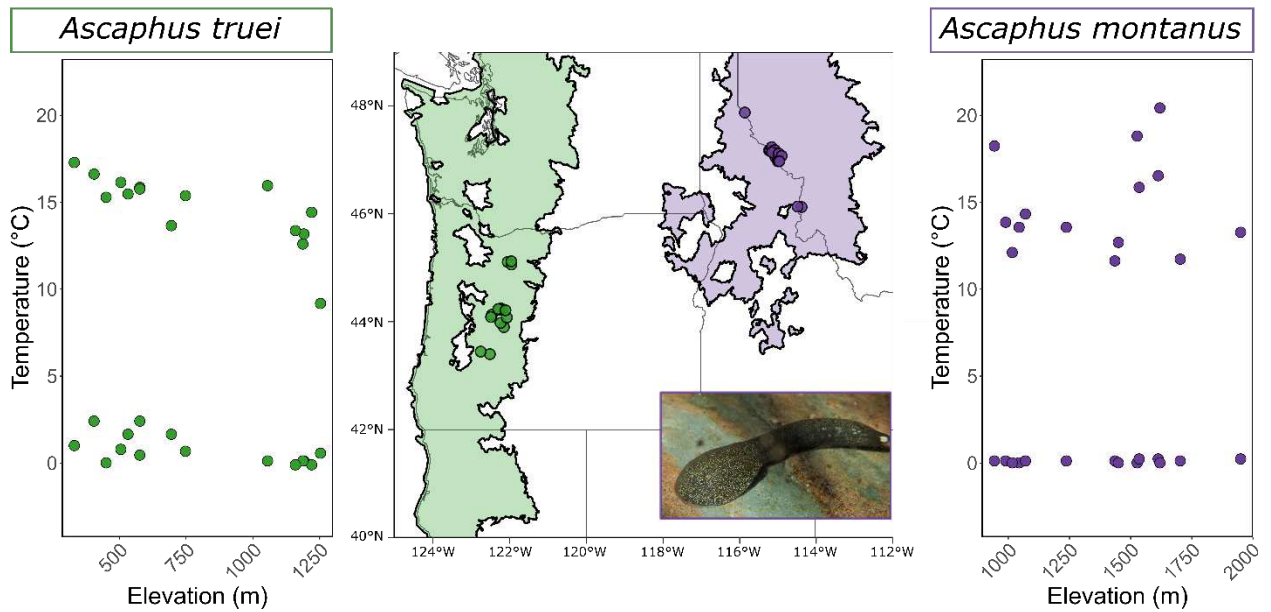 Ascaphus truei
Ascaphus montanus
Temperature (°C)
20
15
10
5
0
500
750
1000
1250
Elevation (m)
48°N
46°N
44°N
42°N
40°N
124°W
122°W
120°W
118°W
116°W
114°W
112°W
Temperature (°C)
20
15
10
5
0
1000
1250
1500
1750
2000
Elevation (m)